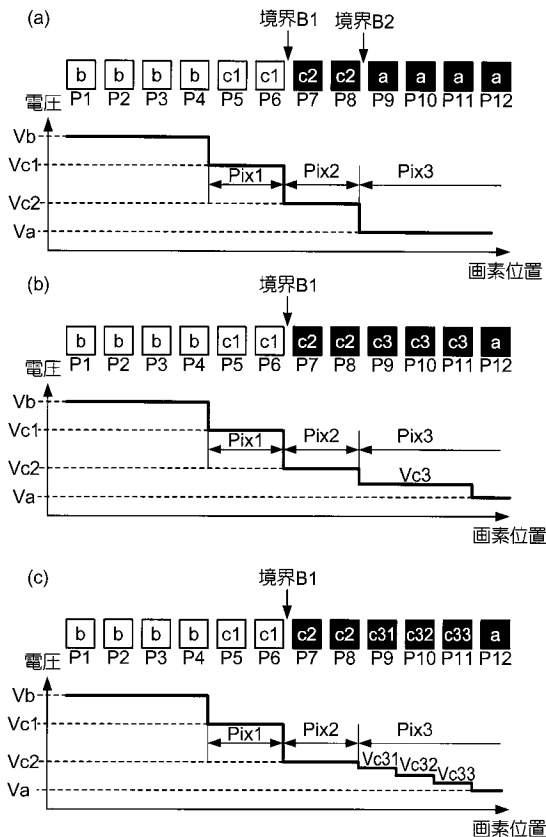 (a)
境界B1 境界B2
b b b b c1 c1 c2 c2 a a a a
P1 P2 P3 P4 P5 P6 P7 P8 P9 P10 P11 P12
電圧
Vb
Vc1
Pix1 Pix2 Pix3
Vc2
Va
画素位置
(b)
境界B1
b b b b c1 c1 c2 c2 c3 c3 c3 a
P1 P2 P3 P4 P5 P6 P7 P8 P9 P10 P11 P12
電圧
Vb
Vc1
Pix1 Pix2 Pix3
Vc2
Vc3
Va
画素位置
(c)
境界B1
b b b b c1 c1 c2 c2 c31 c32 c33 a
P1 P2 P3 P4 P5 P6 P7 P8 P9 P10 P11 P12
電圧
Vb
Vc1
Pix1 Pix2 Pix3
Vc2
Vc31 Vc32 Vc33
Va
画素位置